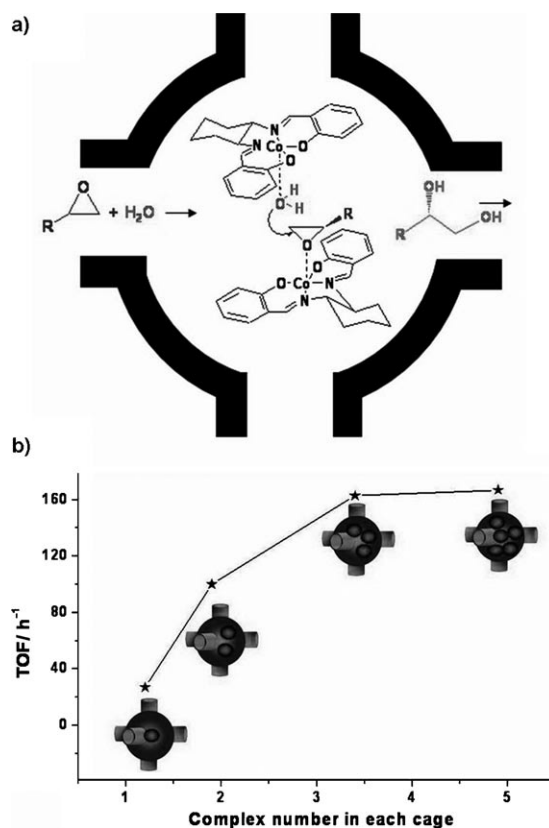 a)
N
Co
O
N
O
O
H
H
O
R
R
+ H₂O
O
OH
OH
R
O
O
Co
N
N
b)
TOF/ h⁻¹
160
120
80
40
0
1
2
3
4
5
Complex number in each cage